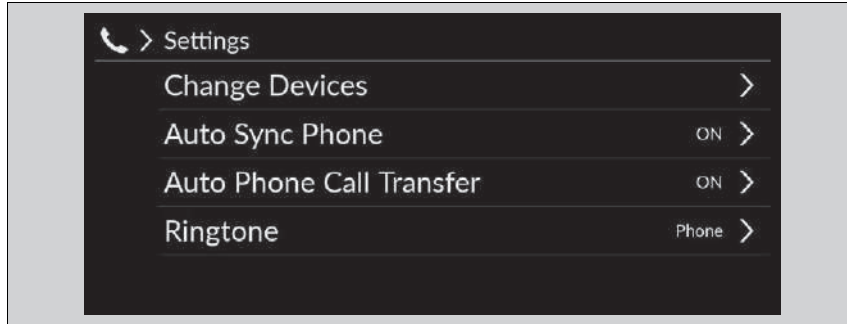 Settings
Change Devices
Auto Sync Phone ON
Auto Phone Call Transfer ON
Ringtone Phone